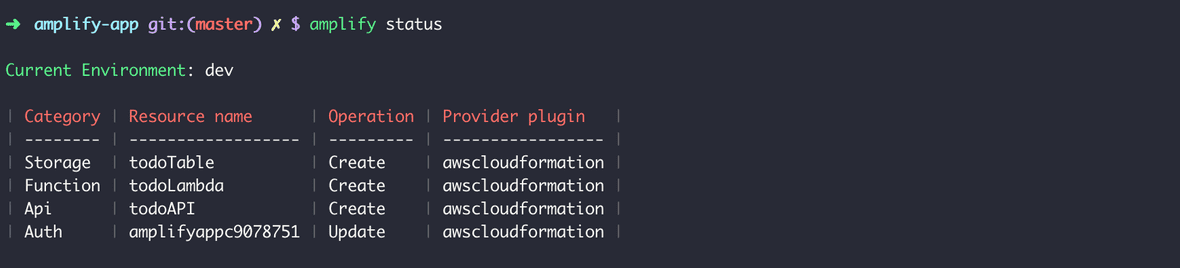 ➜ amplify-app git:(master) ✗ $ amplify status
Current Environment: dev
| Category | Resource name | Operation | Provider plugin |
| -------- | ------------------ | --------- | ----------------- |
| Storage | todoTable | Create | awscloudformation |
| Function | todoLambda | Create | awscloudformation |
| Api | todoAPI | Create | awscloudformation |
| Auth | amplifyappc9078751 | Update | awscloudformation |